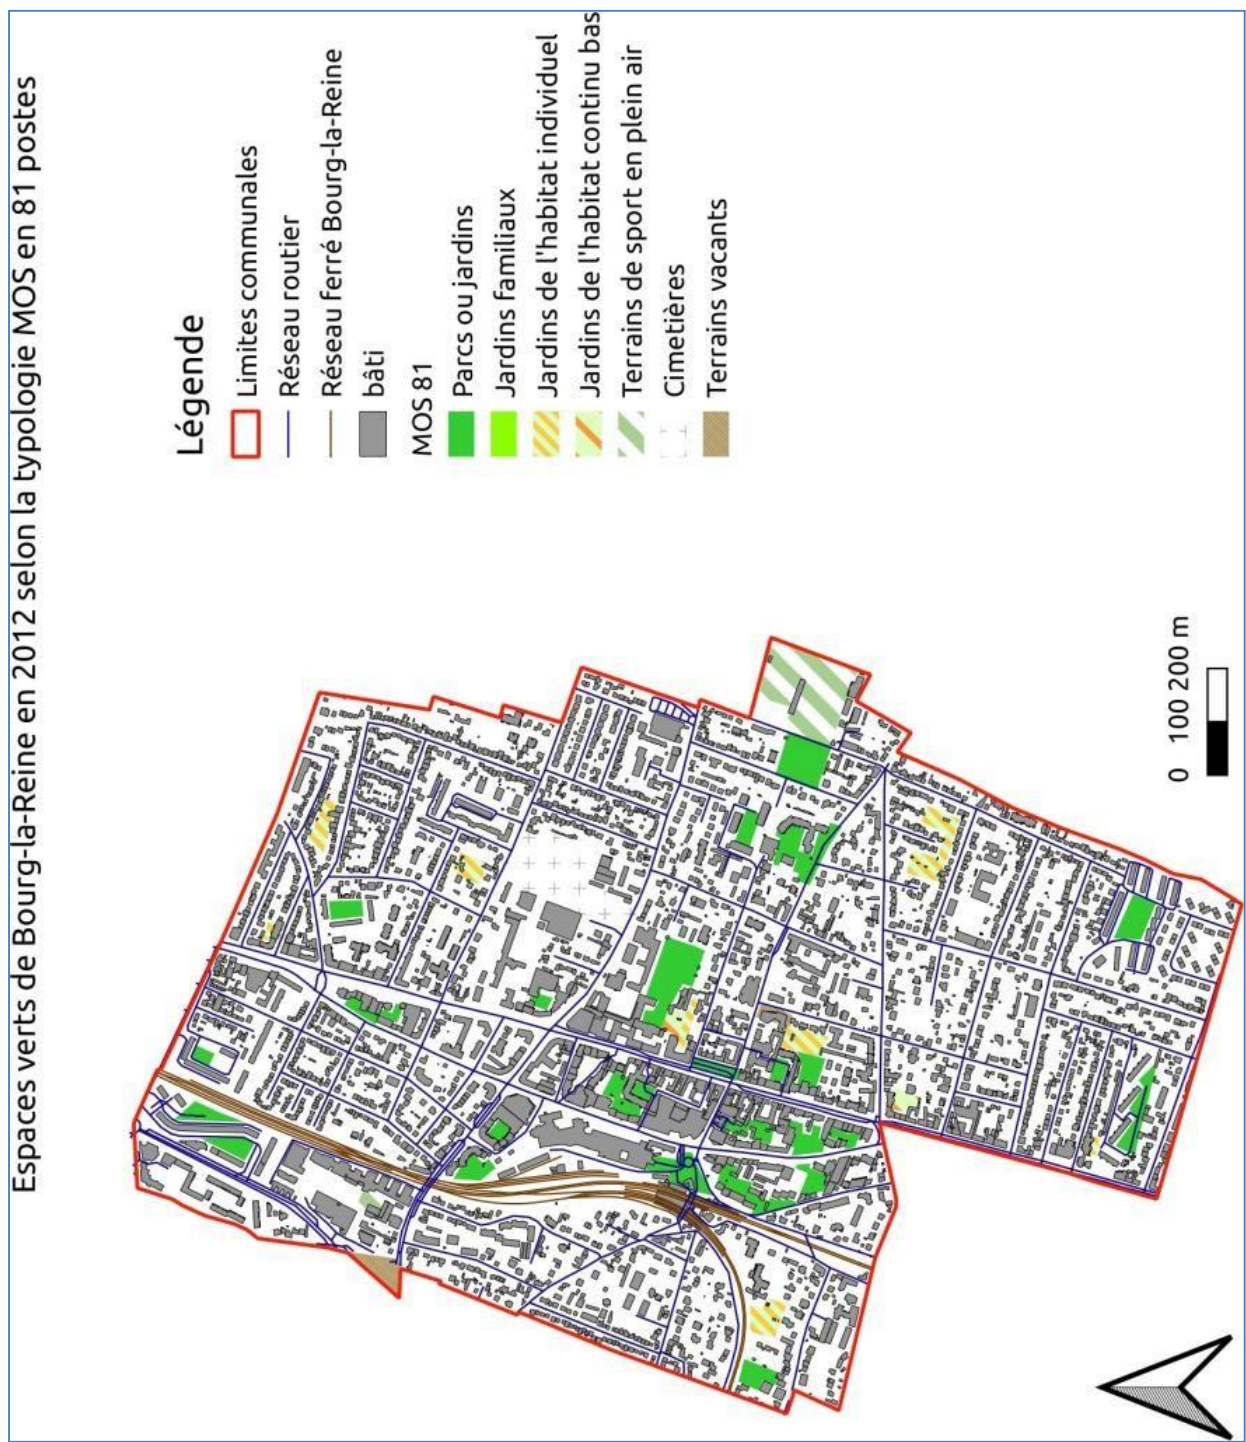 Espaces verts de Bourg-la-Reine en 2012 selon la typologie MOS en 81 postes
Légende
Limites communales
Réseau routier
Réseau ferré Bourg-la-Reine
bâti
MOS 81
Parcs ou jardins
Jardins familiaux
Jardins de l'habitat individuel
Jardins de l'habitat continu bas
Terrains de sport en plein air
Cimetières
Terrains vacants
0 100 200 m